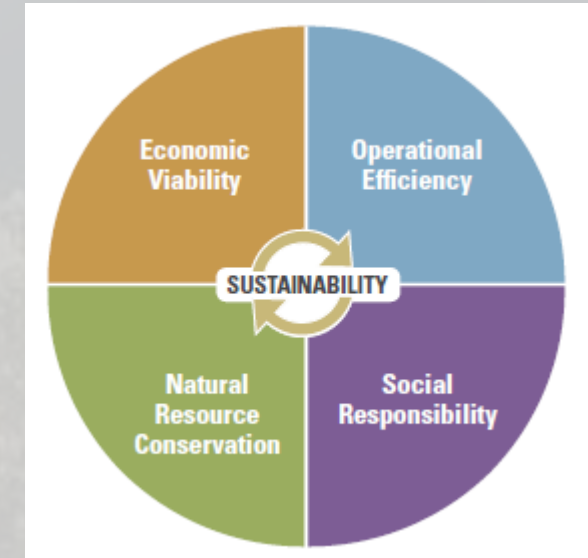 Economic
Viability
Operational
Efficiency
SUSTAINABILITY
Natural
Resource
Conservation
Social
Responsibility